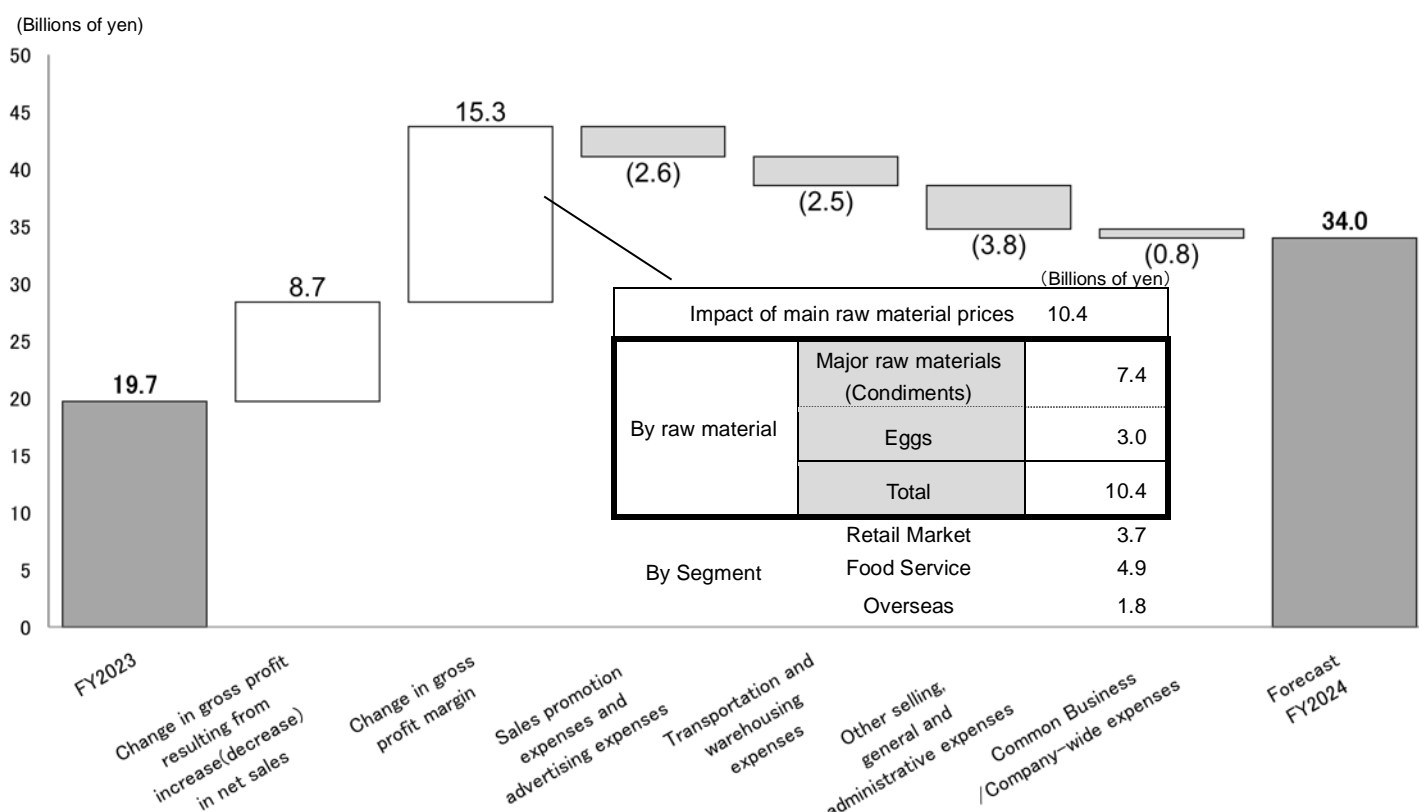 (Billions of yen)
50
45
40
35
30
25
20
15
10
5
0
19.7
8.7
15.3
(2.6)
(2.5)
(3.8)
(0.8)
34.0
(Billions of yen)
Impact of main raw material prices 10.4
By raw material
Major raw materials
(Condiments)
7.4
Eggs 3.0
Total 10.4
By Segment
Retail Market 3.7
Food Service 4.9
Overseas 1.8
FY2023
Change in gross profit
resulting from
increase(decrease)
in net sales
Change in gross
profit margin
Sales promotion
expenses and
advertising expenses
Transportation and
warehousing
expenses
Other selling,
general and
administrative expenses
Common Business
/Company-wide expenses
Forecast
FY2024